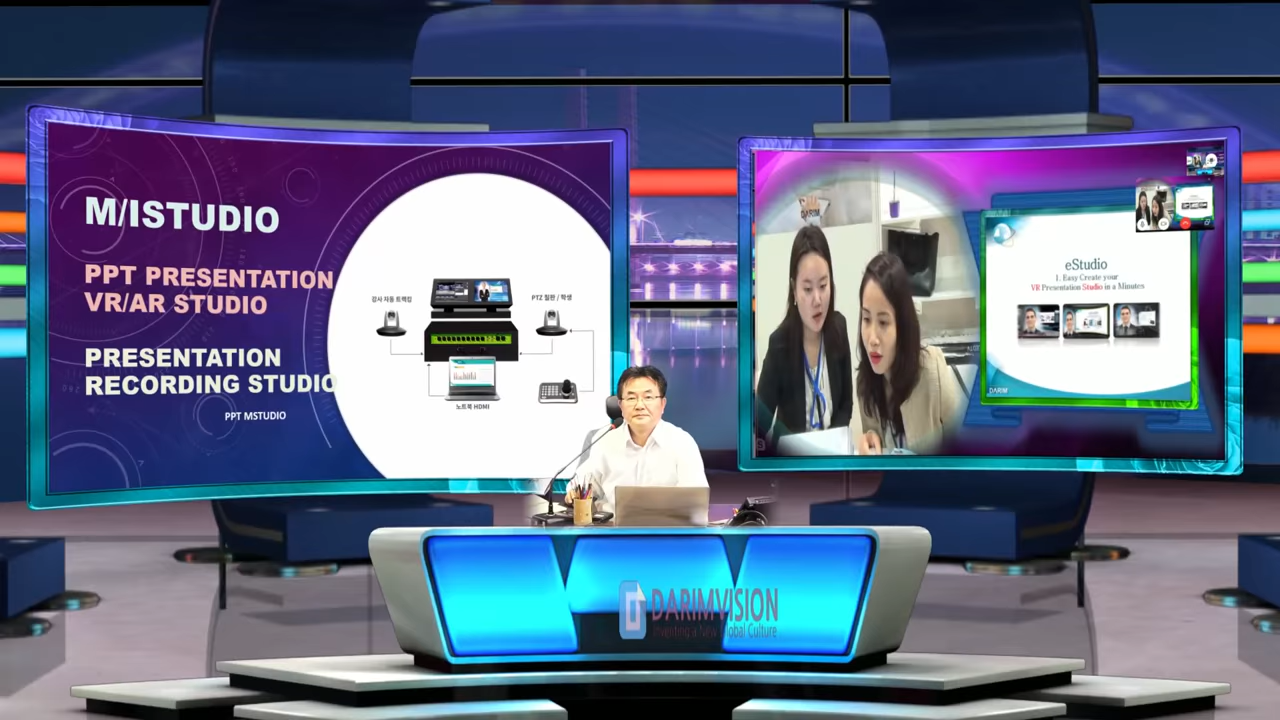 M/ISTUDIO
PPT PRESENTATION
VR/AR STUDIO
PRESENTATION
RECORDING STUDIO
PPT MSTUDIO
강사 자동 트래킹
PTZ 칠판 / 학생
노트북 HDMI
DARIM
eStudio
1. Easy Create your
VR Presentation Studio in a Minutes
DARIM
DARIMVISION
Inventing a New Global Culture